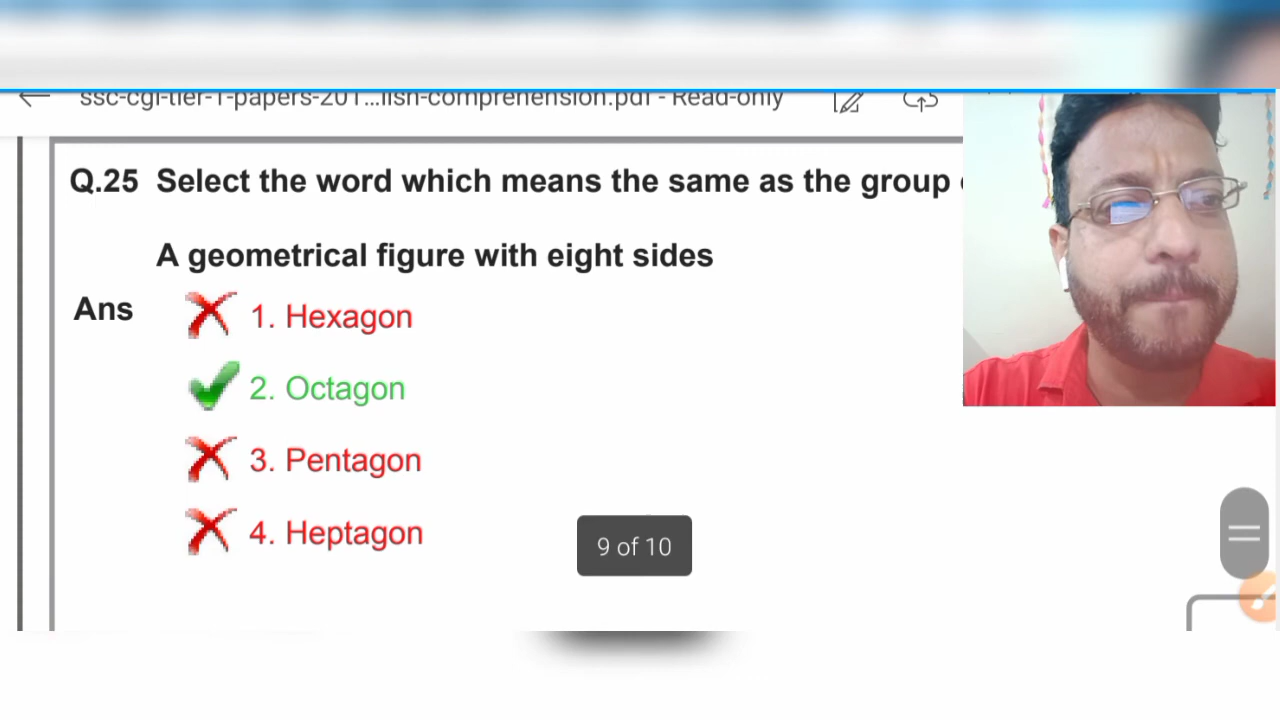 ssc-cgl-tier-1-papers-201...lish-comprehension.pdf - Read-only
Q.25 Select the word which means the same as the group
A geometrical figure with eight sides
Ans
1. Hexagon
2. Octagon
3. Pentagon
4. Heptagon
9 of 10